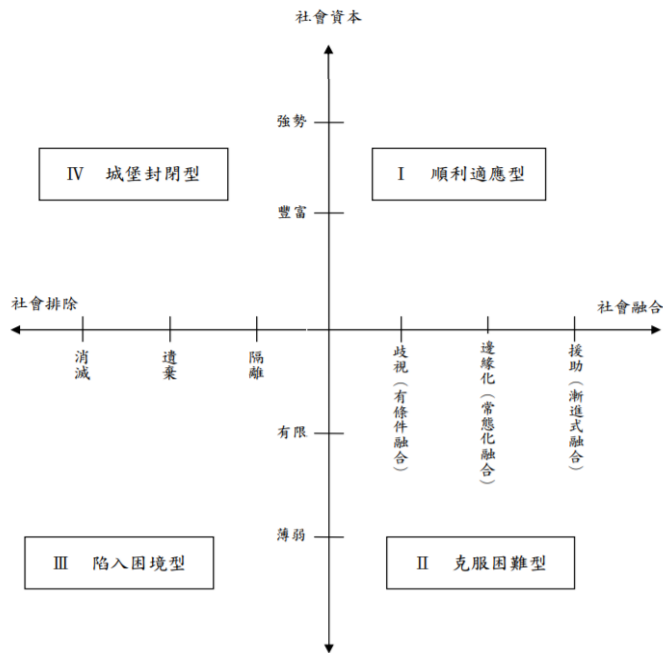 社會資本
強勢
Ⅳ 城堡封閉型
Ⅰ 順利適應型
豐富
社會排除
社會融合
消滅
遺棄
隔離
歧視（有條件融合）
邊緣化（常態化融合）
援助（漸進式融合）
有限
薄弱
Ⅲ 陷入困境型
Ⅱ 克服困難型